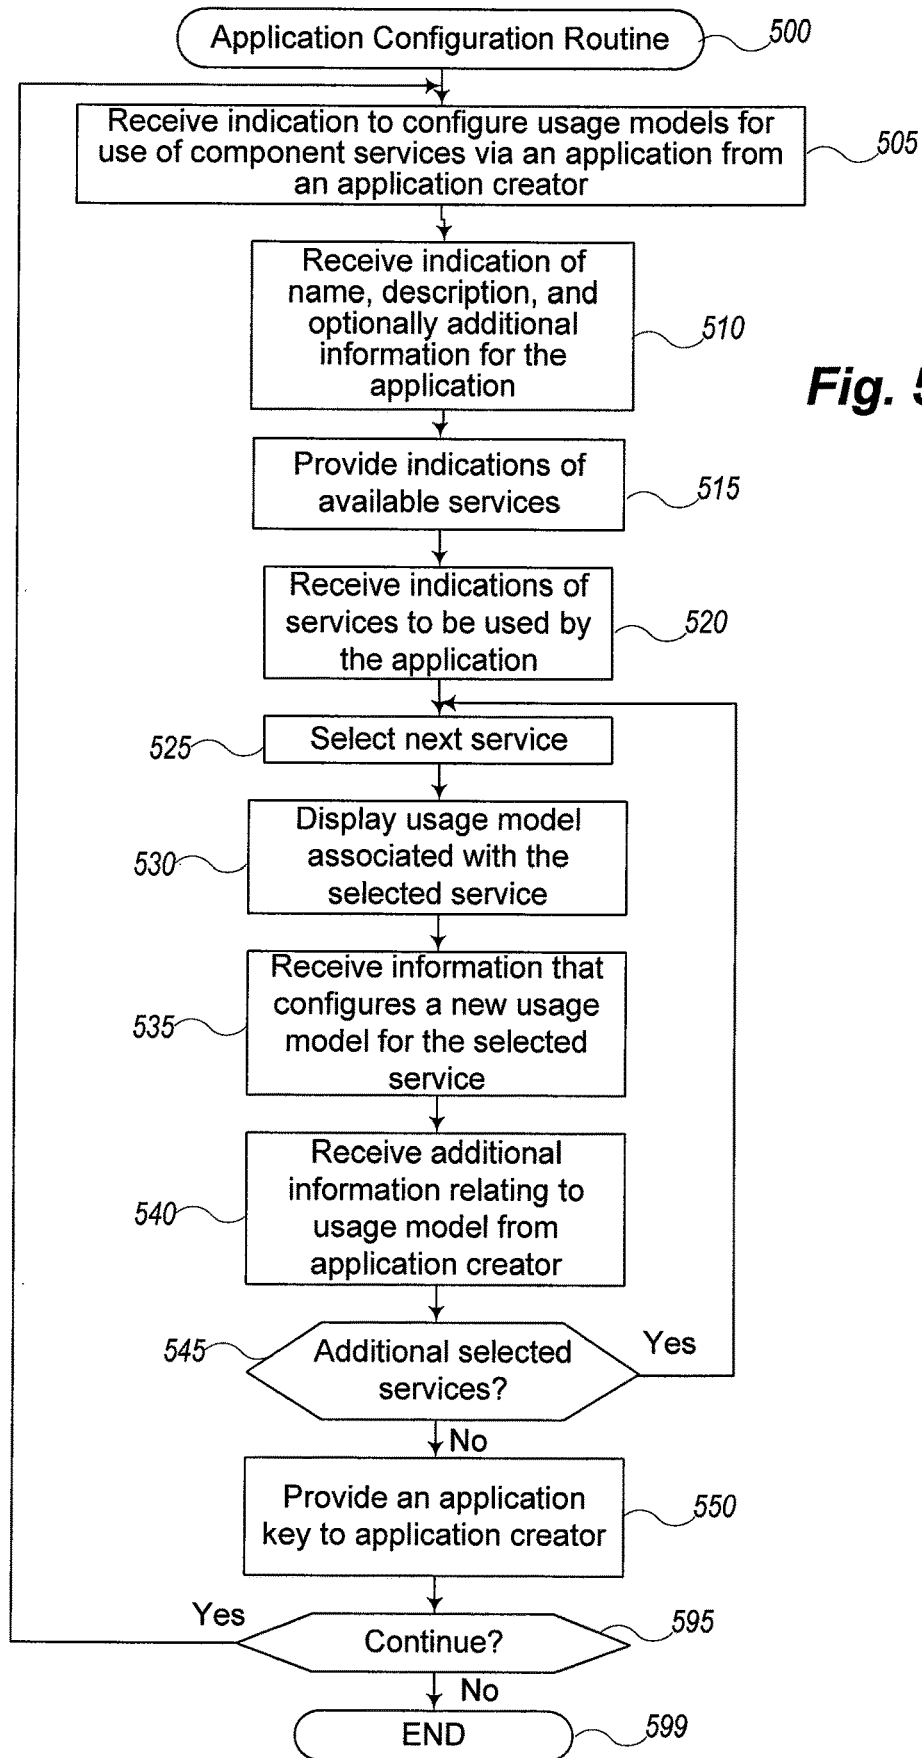 Application Configuration Routine
500
Receive indication to configure usage models for
use of component services via an application from
an application creator
505
Receive indication of
name, description, and
optionally additional
information for the
application
510
Fig. 5
Provide indications of
available services
515
Receive indications of
services to be used by
the application
520
Select next service
525
Display usage model
associated with the
selected service
530
Receive information that
configures a new usage
model for the selected
service
535
Receive additional
information relating to
usage model from
application creator
540
545
Additional selected
services?
Yes
No
Provide an application
key to application creator
550
Yes
Continue?
595
No
END
599